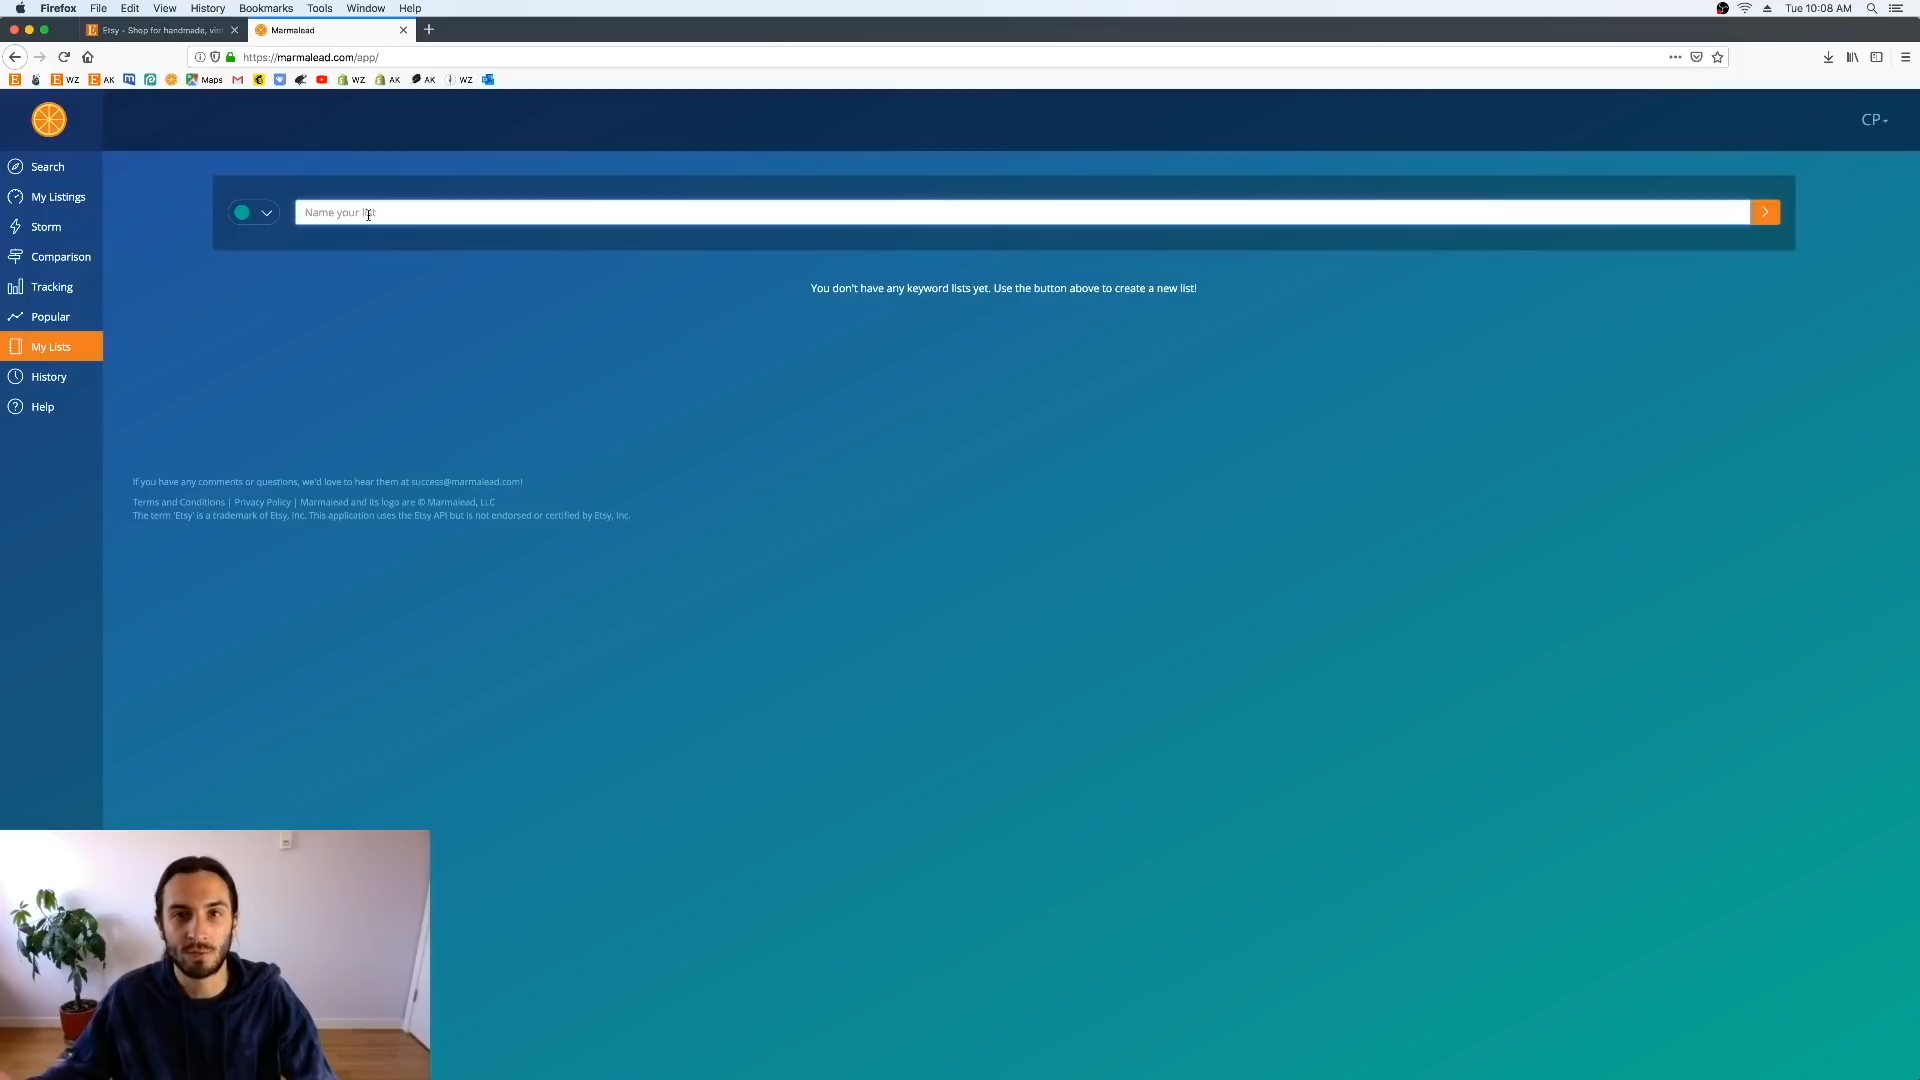 Firefox File Edit View History Bookmarks Tools Window Help Tue 10:08 AM
Etsy - Shop for handmade, vin Marmalead
https://marmalead.com/app/
WZ AK Maps WZ AK AK WZ
CP
Search
My Listings
Storm
Comparison
Tracking
Popular
My Lists
History
Help
Name your list
You don't have any keyword lists yet. Use the button above to create a new list!
If you have any comments or questions, we'd love to hear them at success@marmalead.com!
Terms and Conditions | Privacy Policy | Marmalead and its logo are © Marmalead, LLC
The term 'Etsy' is a trademark of Etsy, Inc. This application uses the Etsy API but is not endorsed or certified by Etsy, Inc.